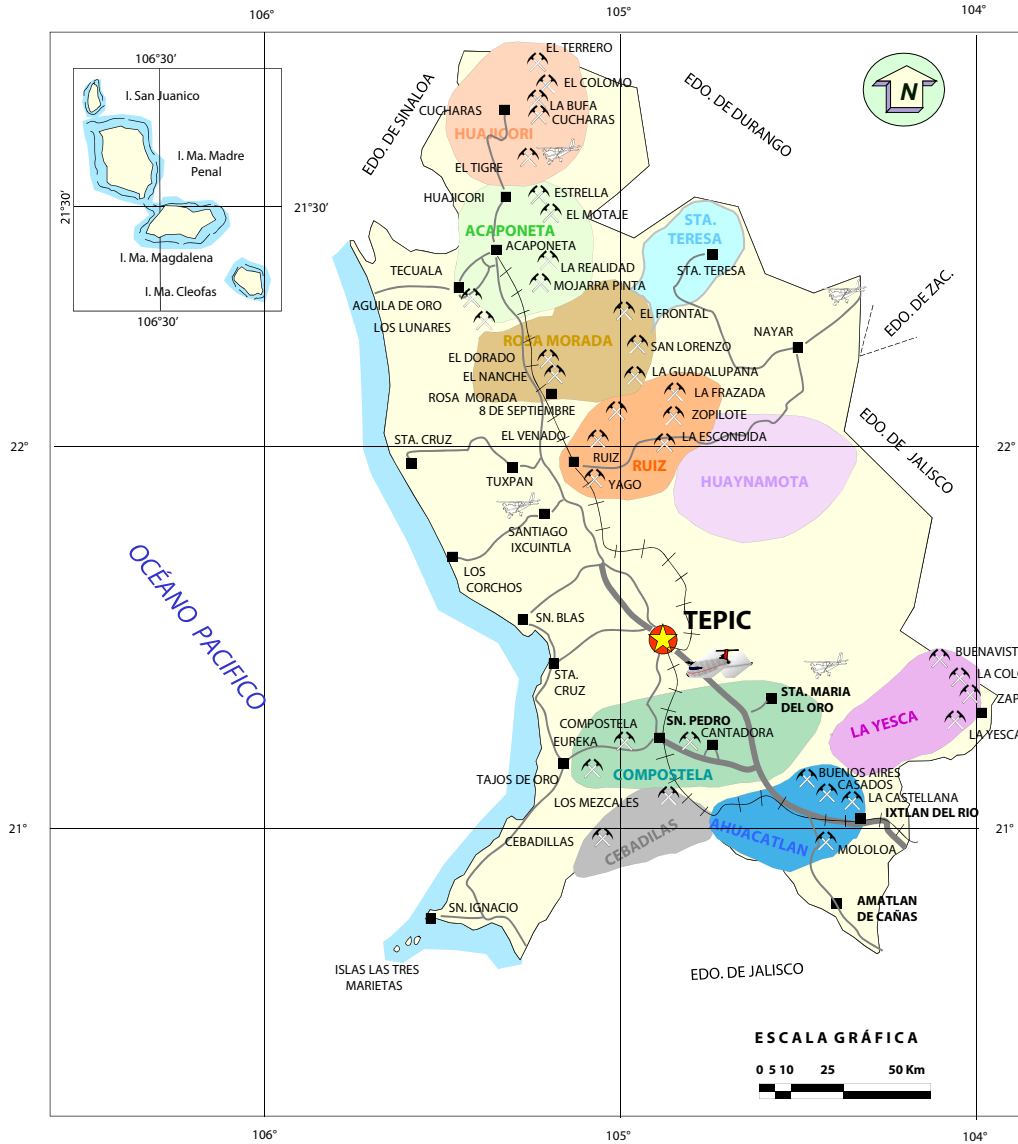 106°
105°
104°
106°30′
I. San Juanico
I. Ma. Madre
Penal
21°30′
21°30′
I. Ma. Magdalena
I. Ma. Cleofas
106°30′
N
EDO. DE SINALOA
EDO. DE DURANGO
EL TERRERO
EL COLOMO
LA BUFA
CUCHARAS
CUCHARAS
HUAJICORI
EL TIGRE
HUAJICORI
ESTRELLA
EL MOTAJE
ACAPONETA
ACAPONETA
STA.
TERESA
STA. TERESA
TECUALA
LA REALIDAD
MOJARRA PINTA
AGUILA DE ORO
LOS LUNARES
EL FRONTAL
EDO. DE ZAC.
ROSA MORADA
SAN LORENZO
NAYAR
EL DORADO
EL NANCHE
LA GUADALUPANA
ROSA MORADA
8 DE SEPTIEMBRE
LA FRAZADA
ZOPILOTE
EDO. DE JALISCO
22°
22°
STA. CRUZ
EL VENADO
LA ESCONDIDA
RUIZ
RUIZ
TUXPAN
YAGO
HUAYNAMOTA
SANTIAGO
IXCUINTLA
LOS
CORCHOS
OCÉANO PACIFICO
SN. BLAS
TEPIC
STA.
CRUZ
BUENAVIST
LA COLO
ZAP
LA YESCA
LA YESCA
STA. MARIA
DEL ORO
COMPOSTELA
SN. PEDRO
CANTADORA
EUREKA
TAJOS DE ORO
COMPOSTELA
BUENOS AIRES
CASADOS
LA CASTELLANA
LOS MEZCALES
IXTLAN DEL RIO
21°
21°
CEBADILLAS
CEBADILAS
AHUACATLAN
MOLOLOA
SN. IGNACIO
AMATLAN
DE CAÑAS
ISLAS LAS TRES
MARIETAS
EDO. DE JALISCO
ESCALA GRÁFICA
0 5 10 25 50 Km
106°
105°
104°